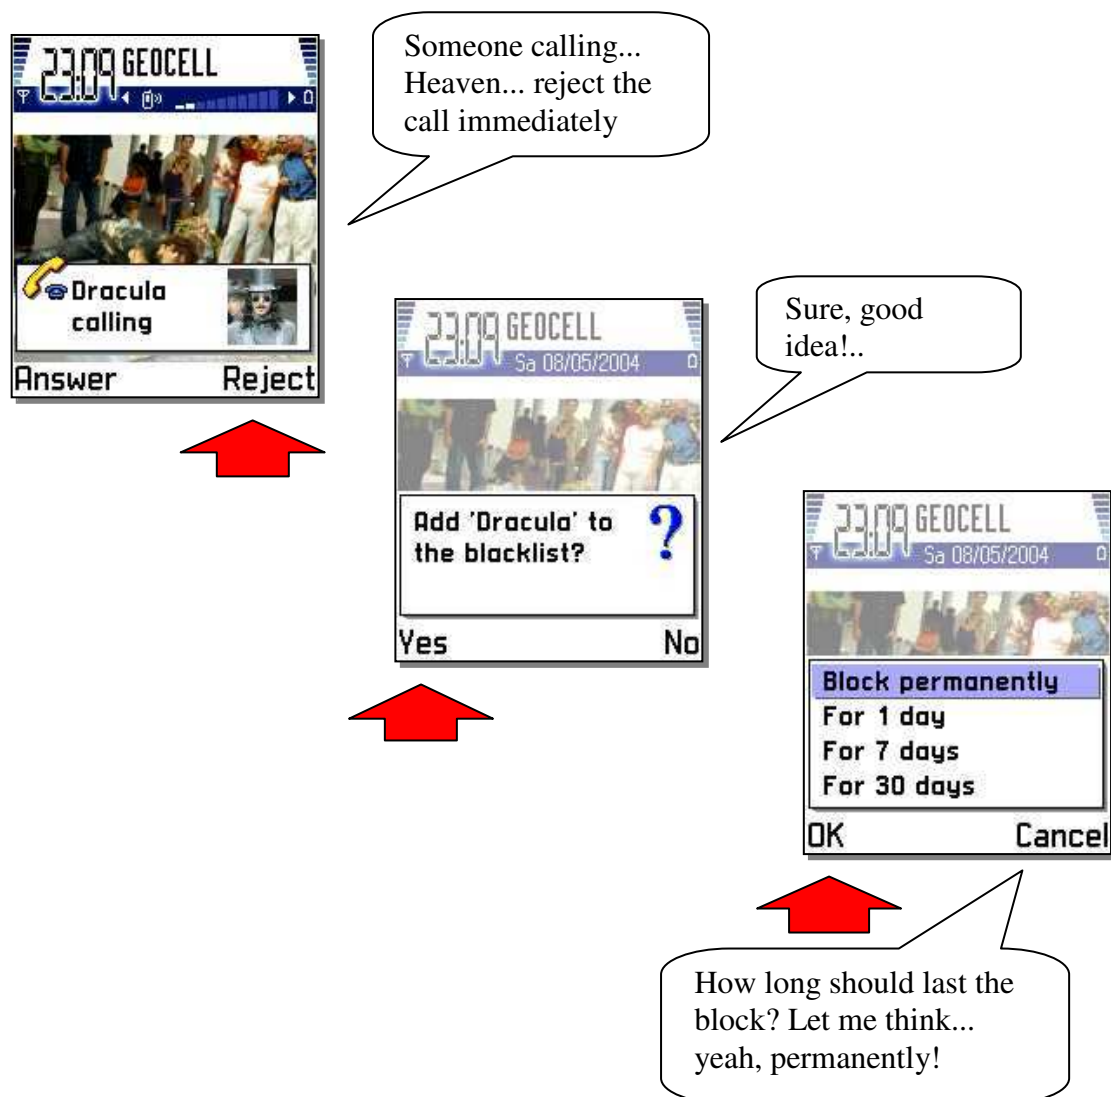 23:09 GEOCELL
Dracula
calling
Answer Reject
Someone calling...
Heaven... reject the
call immediately
23:09 GEOCELL
Sa 08/05/2004
Add 'Dracula' to
the blacklist?
?
Yes No
Sure, good
idea!..
23:09 GEOCELL
Sa 08/05/2004
Block permanently
For 1 day
For 7 days
For 30 days
OK Cancel
How long should last the
block? Let me think...
yeah, permanently!